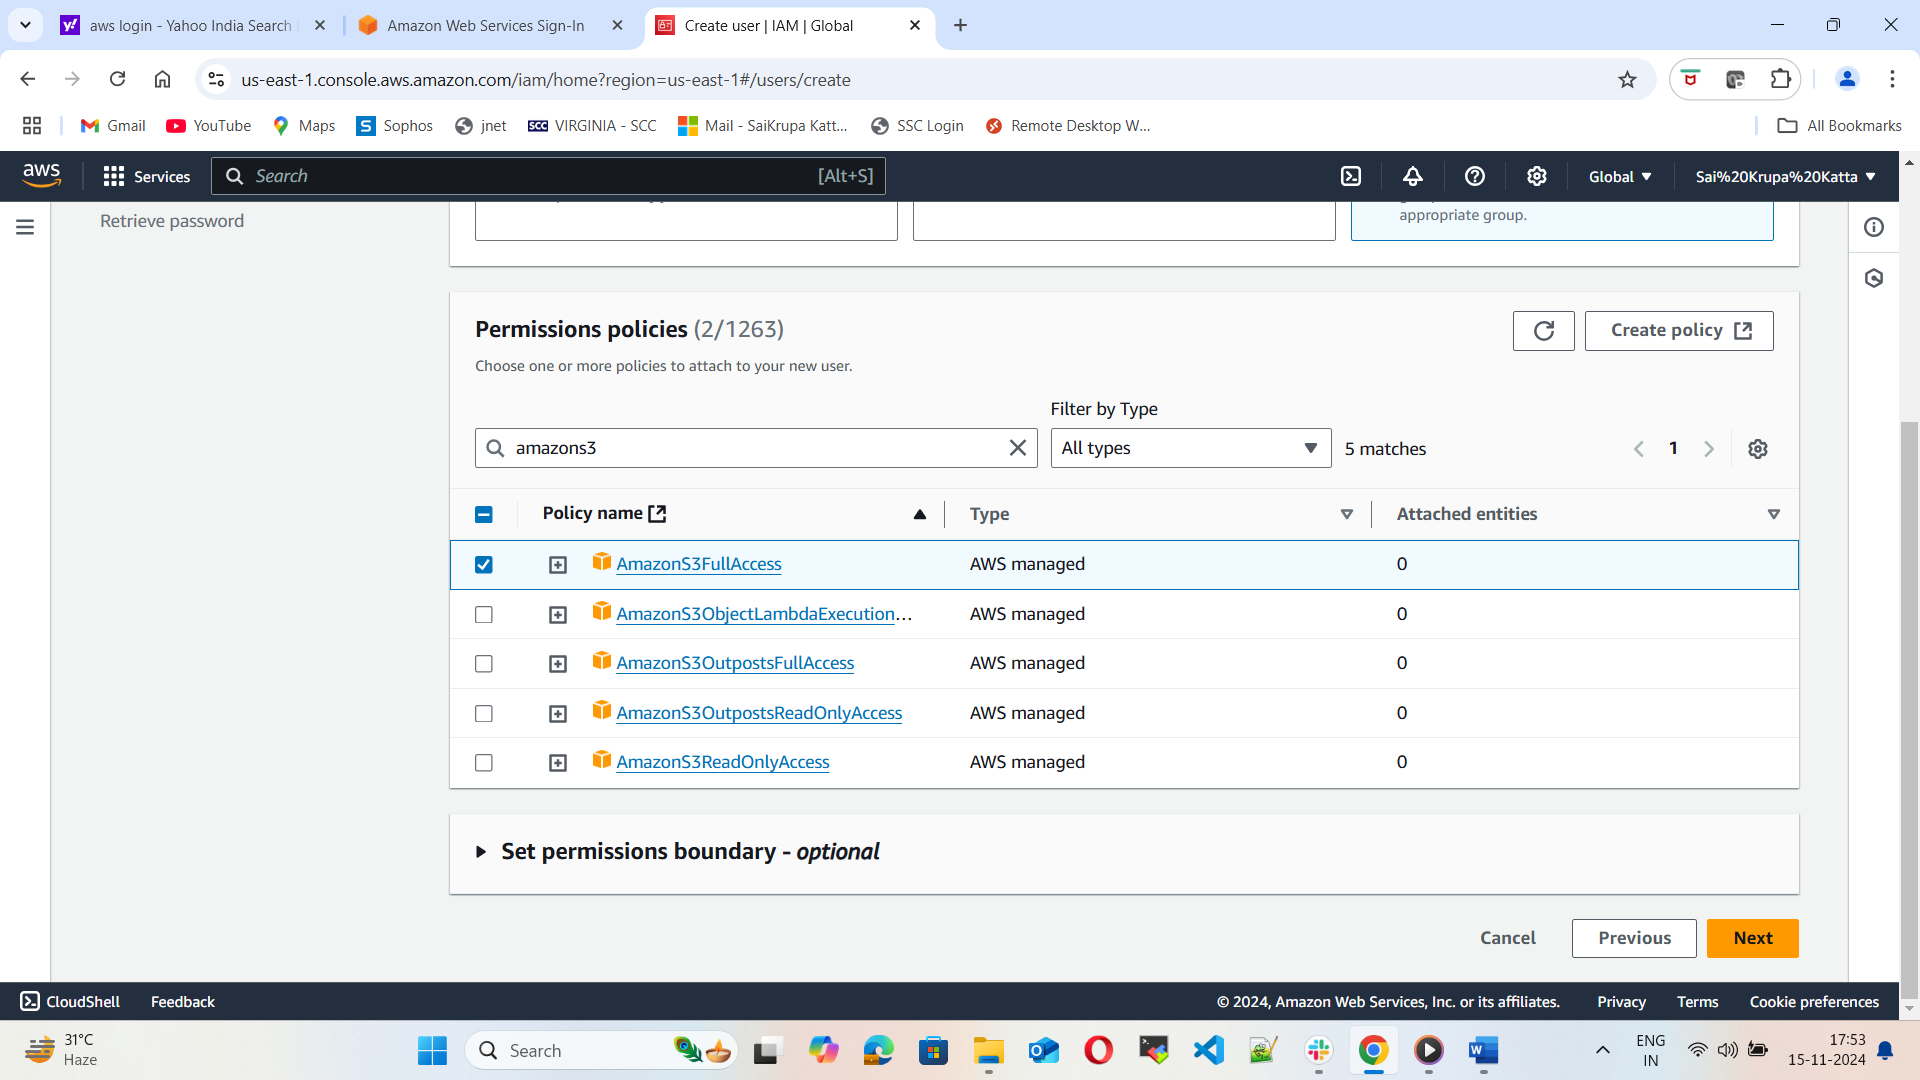 aws login - Yahoo India Search
Amazon Web Services Sign-In
Create user | IAM | Global
us-east-1.console.aws.amazon.com/iam/home?region=us-east-1#/users/create
Gmail
YouTube
Maps
S Sophos
jnet
SCC VIRGINIA - SCC
Mail - SaiKrupa Katt...
SSC Login
Remote Desktop W...
All Bookmarks
aws
Services
Search
[Alt+S]
Global
Sai%20Krupa%20Katta
Retrieve password
appropriate group.
Permissions policies (2/1263)
Create policy
Choose one or more policies to attach to your new user.
Filter by Type
amazons3
All types
5 matches
1
Policy name
Type
Attached entities
AmazonS3FullAccess AWS managed 0
AmazonS3ObjectLambdaExecution... AWS managed 0
AmazonS3OutpostsFullAccess AWS managed 0
AmazonS3OutpostsReadOnlyAccess AWS managed 0
AmazonS3ReadOnlyAccess AWS managed 0
Set permissions boundary - optional
Cancel
Previous
Next
CloudShell
Feedback
© 2024, Amazon Web Services, Inc. or its affiliates.
Privacy
Terms
Cookie preferences
31°C
Haze
Search
ENG
IN
17:53
15-11-2024